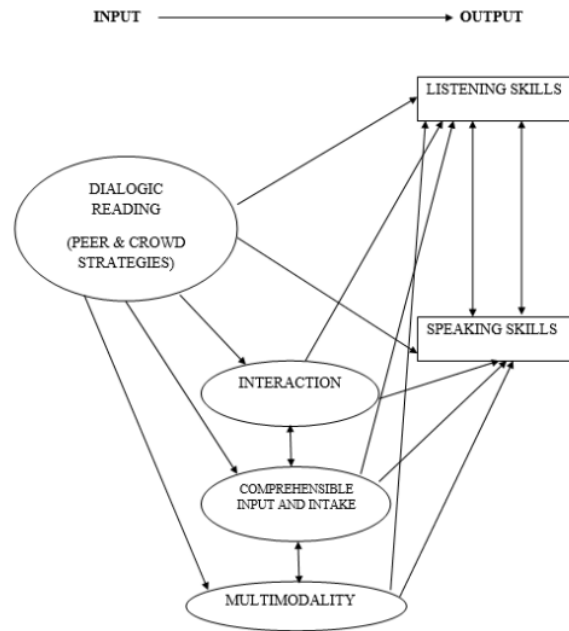 INPUT OUTPUT
LISTENING SKILLS
DIALOGIC
READING
(PEER & CROWD
STRATEGIES)
SPEAKING SKILLS
INTERACTION
COMPREHENSIBLE
INPUT AND INTAKE
MULTIMODALITY